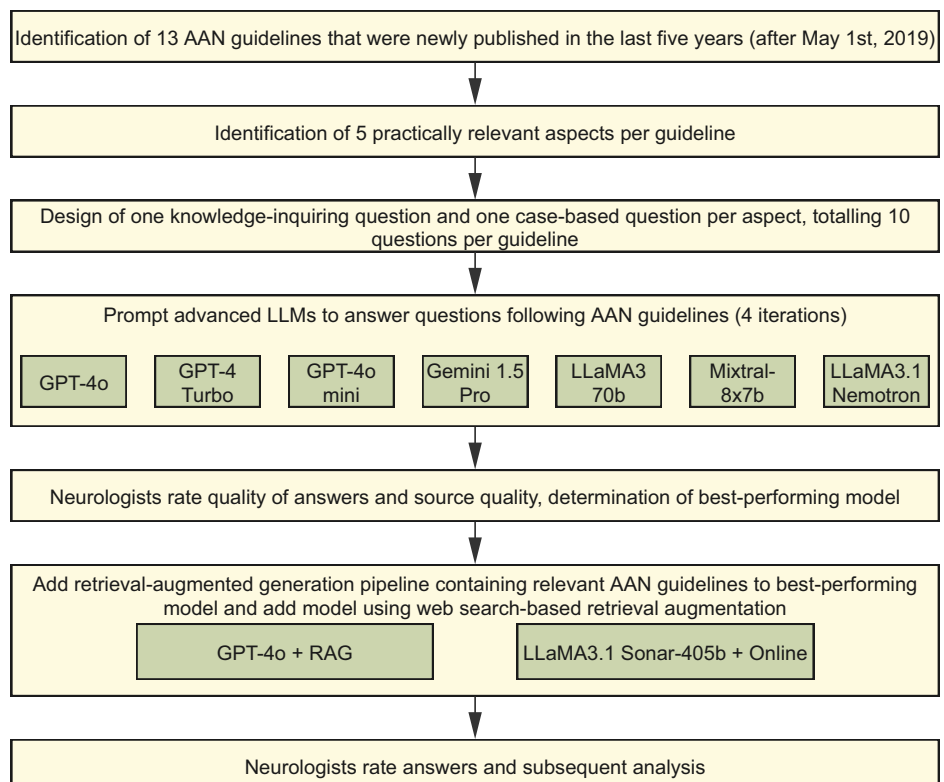 Identification of 13 AAN guidelines that were newly published in the last five years (after May 1st, 2019)
Identification of 5 practically relevant aspects per guideline
Design of one knowledge-inquiring question and one case-based question per aspect, totalling 10
questions per guideline
Prompt advanced LLMs to answer questions following AAN guidelines (4 iterations)
GPT-4o
GPT-4
Turbo
GPT-4o
mini
Gemini 1.5
Pro
LLaMA3
70b
Mixtral-
8x7b
LLaMA3.1
Nemotron
Neurologists rate quality of answers and source quality, determination of best-performing model
Add retrieval-augmented generation pipeline containing relevant AAN guidelines to best-performing
model and add model using web search-based retrieval augmentation
GPT-4o + RAG
LLaMA3.1 Sonar-405b + Online
Neurologists rate answers and subsequent analysis